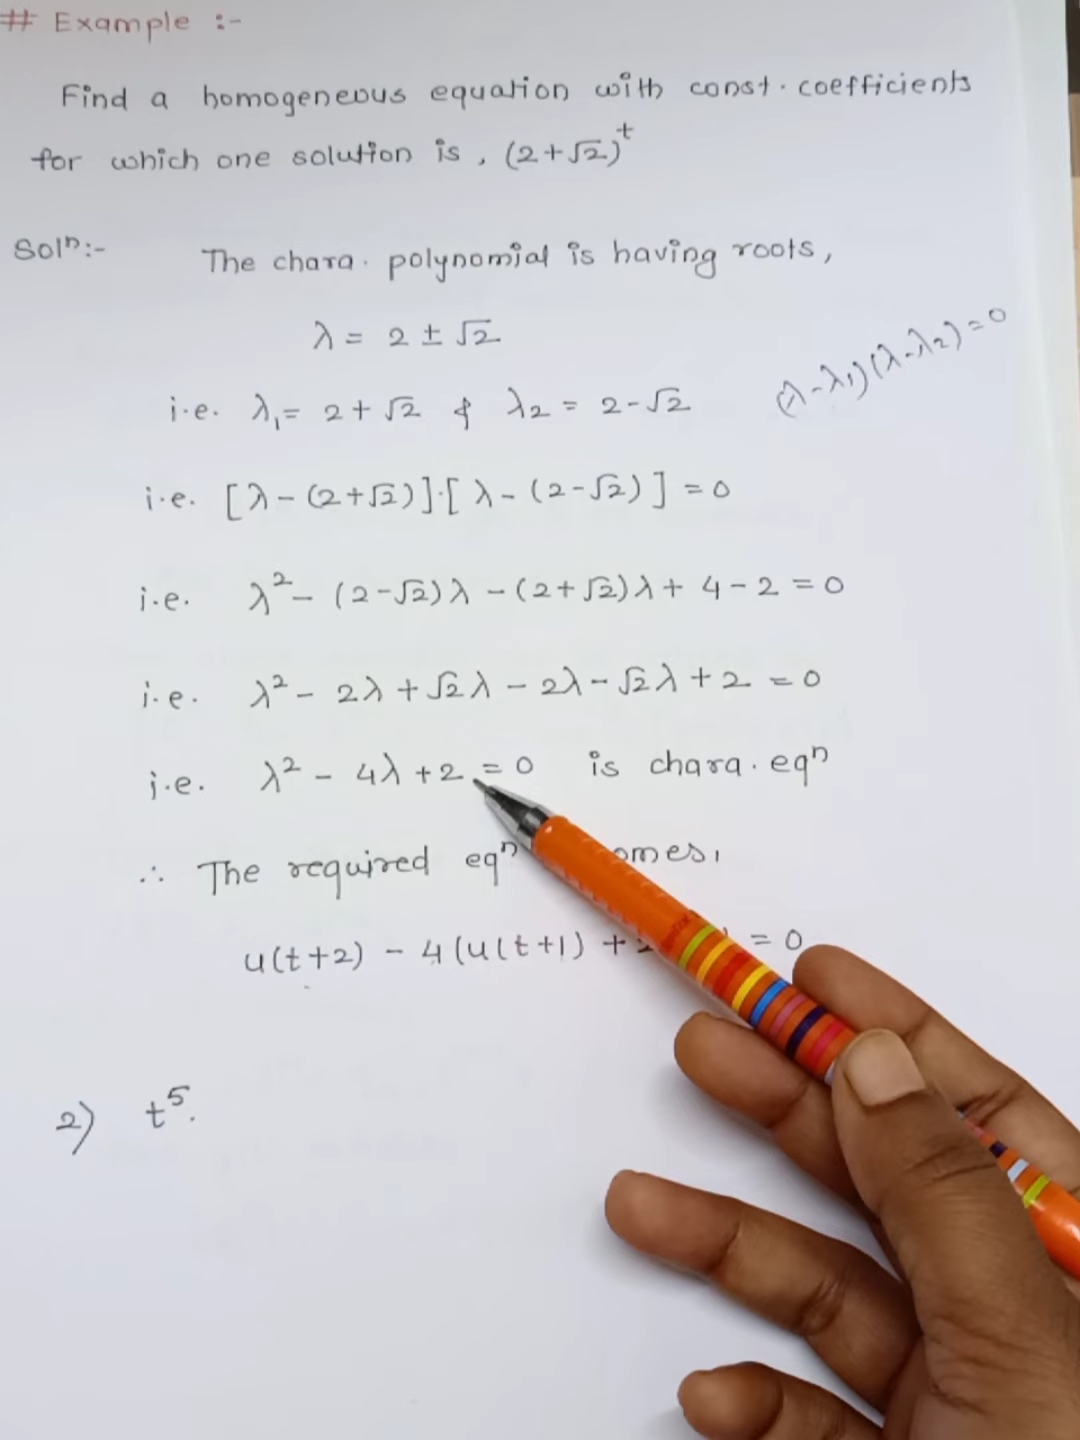 # Example :-
Find a homogeneous equation with const. coefficients
for which one solution is, (2+√2)^t
Solⁿ:- The chara. polynomial is having roots,
λ = 2 ± √2
i.e. λ₁ = 2 + √2 & λ₂ = 2-√2
(λ-λ₁)(λ-λ₂)=0
i.e. [λ - (2+√2)]·[λ - (2-√2)] = 0
i.e. λ² - (2-√2)λ - (2+√2)λ + 4 - 2 = 0
i.e. λ² - 2λ + √2λ - 2λ - √2λ + 2 = 0
i.e. λ² - 4λ + 2 = 0 is chara. eqⁿ
∴ The required eqⁿ
u(t+2) - 4(u(t+1) + = 0
2) t⁵.